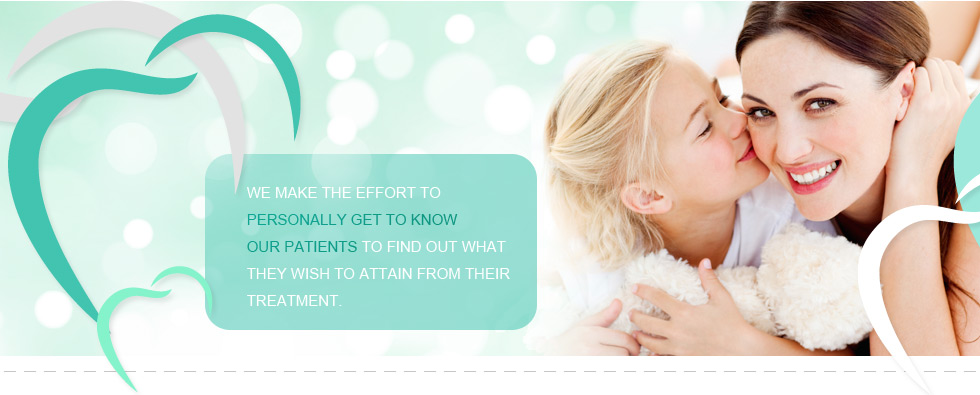 WE MAKE THE EFFORT TO
PERSONALLY GET TO KNOW
OUR PATIENTS TO FIND OUT WHAT
THEY WISH TO ATTAIN FROM THEIR
TREATMENT.